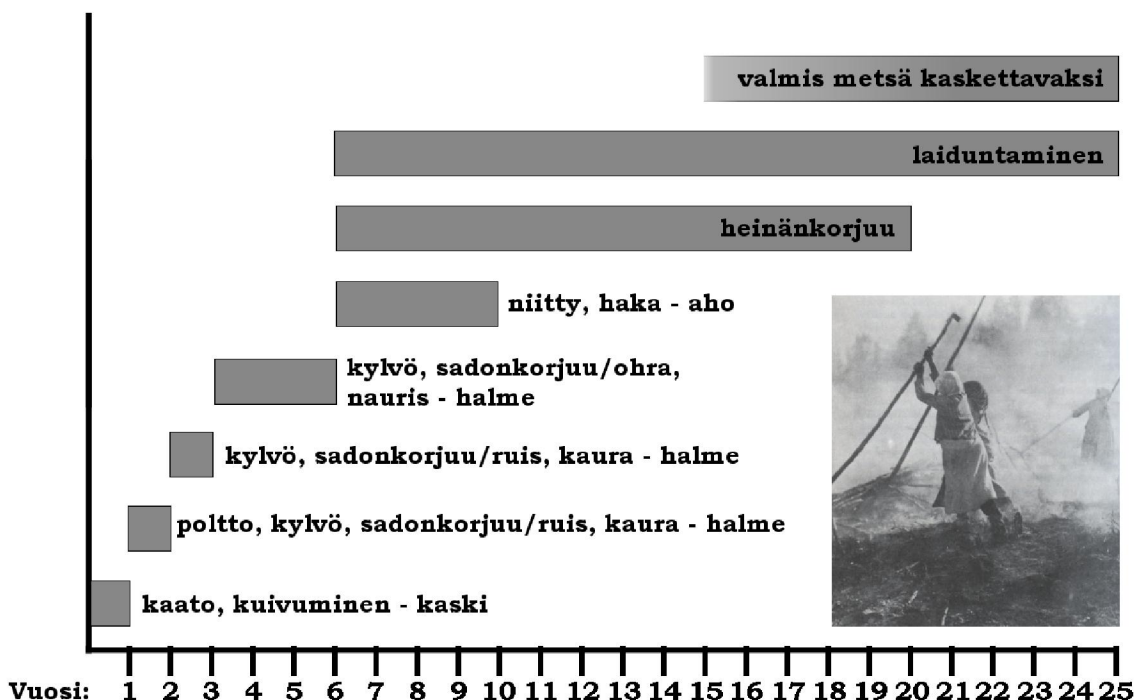 valmis metsä kaskettavaksi
laiduntaminen
heinänkorjuu
niitty, haka - aho
kylvö, sadonkorjuu/ohra,
nauris - halme
kylvö, sadonkorjuu/ruis, kaura - halme
poltto, kylvö, sadonkorjuu/ruis, kaura - halme
kaato, kuivuminen - kaski
Vuosi: 1 2 3 4 5 6 7 8 9 10 11 12 13 14 15 16 17 18 19 20 21 22 23 24 25